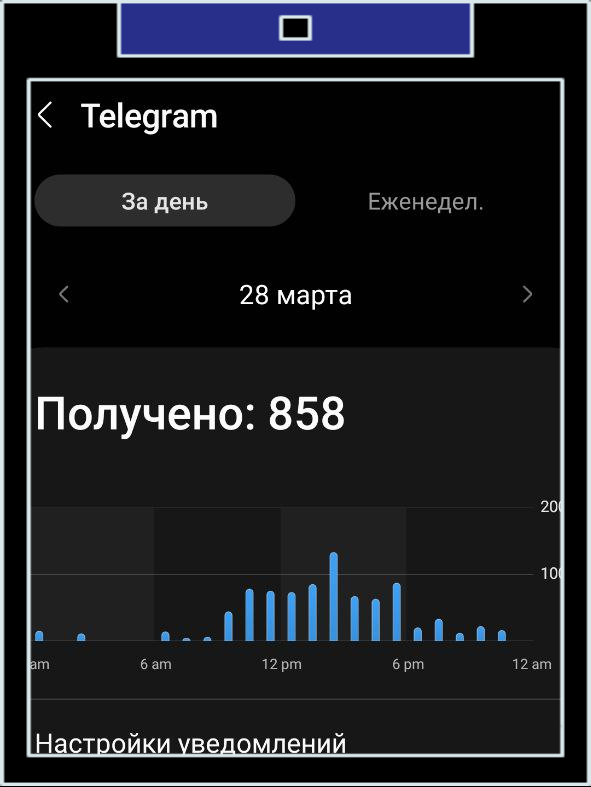 Telegram
За день Еженедел.
28 марта
Получено: 858
200
100
am 6 am 12 pm 6 pm 12 am
Настройки уведомлений